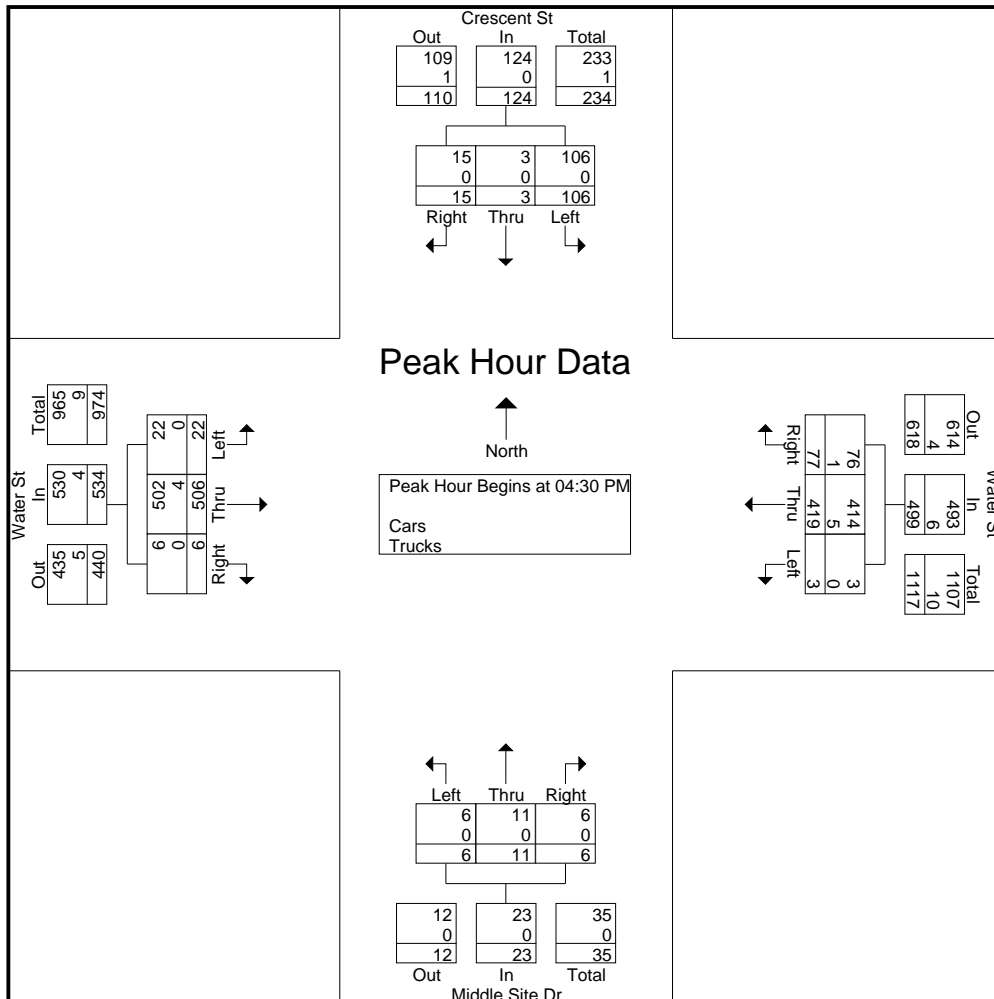 Crescent St
Out In Total
109 124 233
1 0 1
110 124 234
15 3 106
0 0 0
15 3 106
Right Thru Left
Peak Hour Data
North
Peak Hour Begins at 04:30 PM
Cars
Trucks
Water St
Total In Out
965 530 435
9 4 5
974 534 440
22 502 6
0 4 0
22 506 6
Left Thru Right
Water St
Out In Total
614 493 1107
4 6 10
618 499 1117
76 414 3
1 5 0
77 419 3
Right Thru Left
Left Thru Right
6 11 6
0 0 0
6 11 6
12 23 35
0 0 0
12 23 35
Out In Total
Middle Site Dr